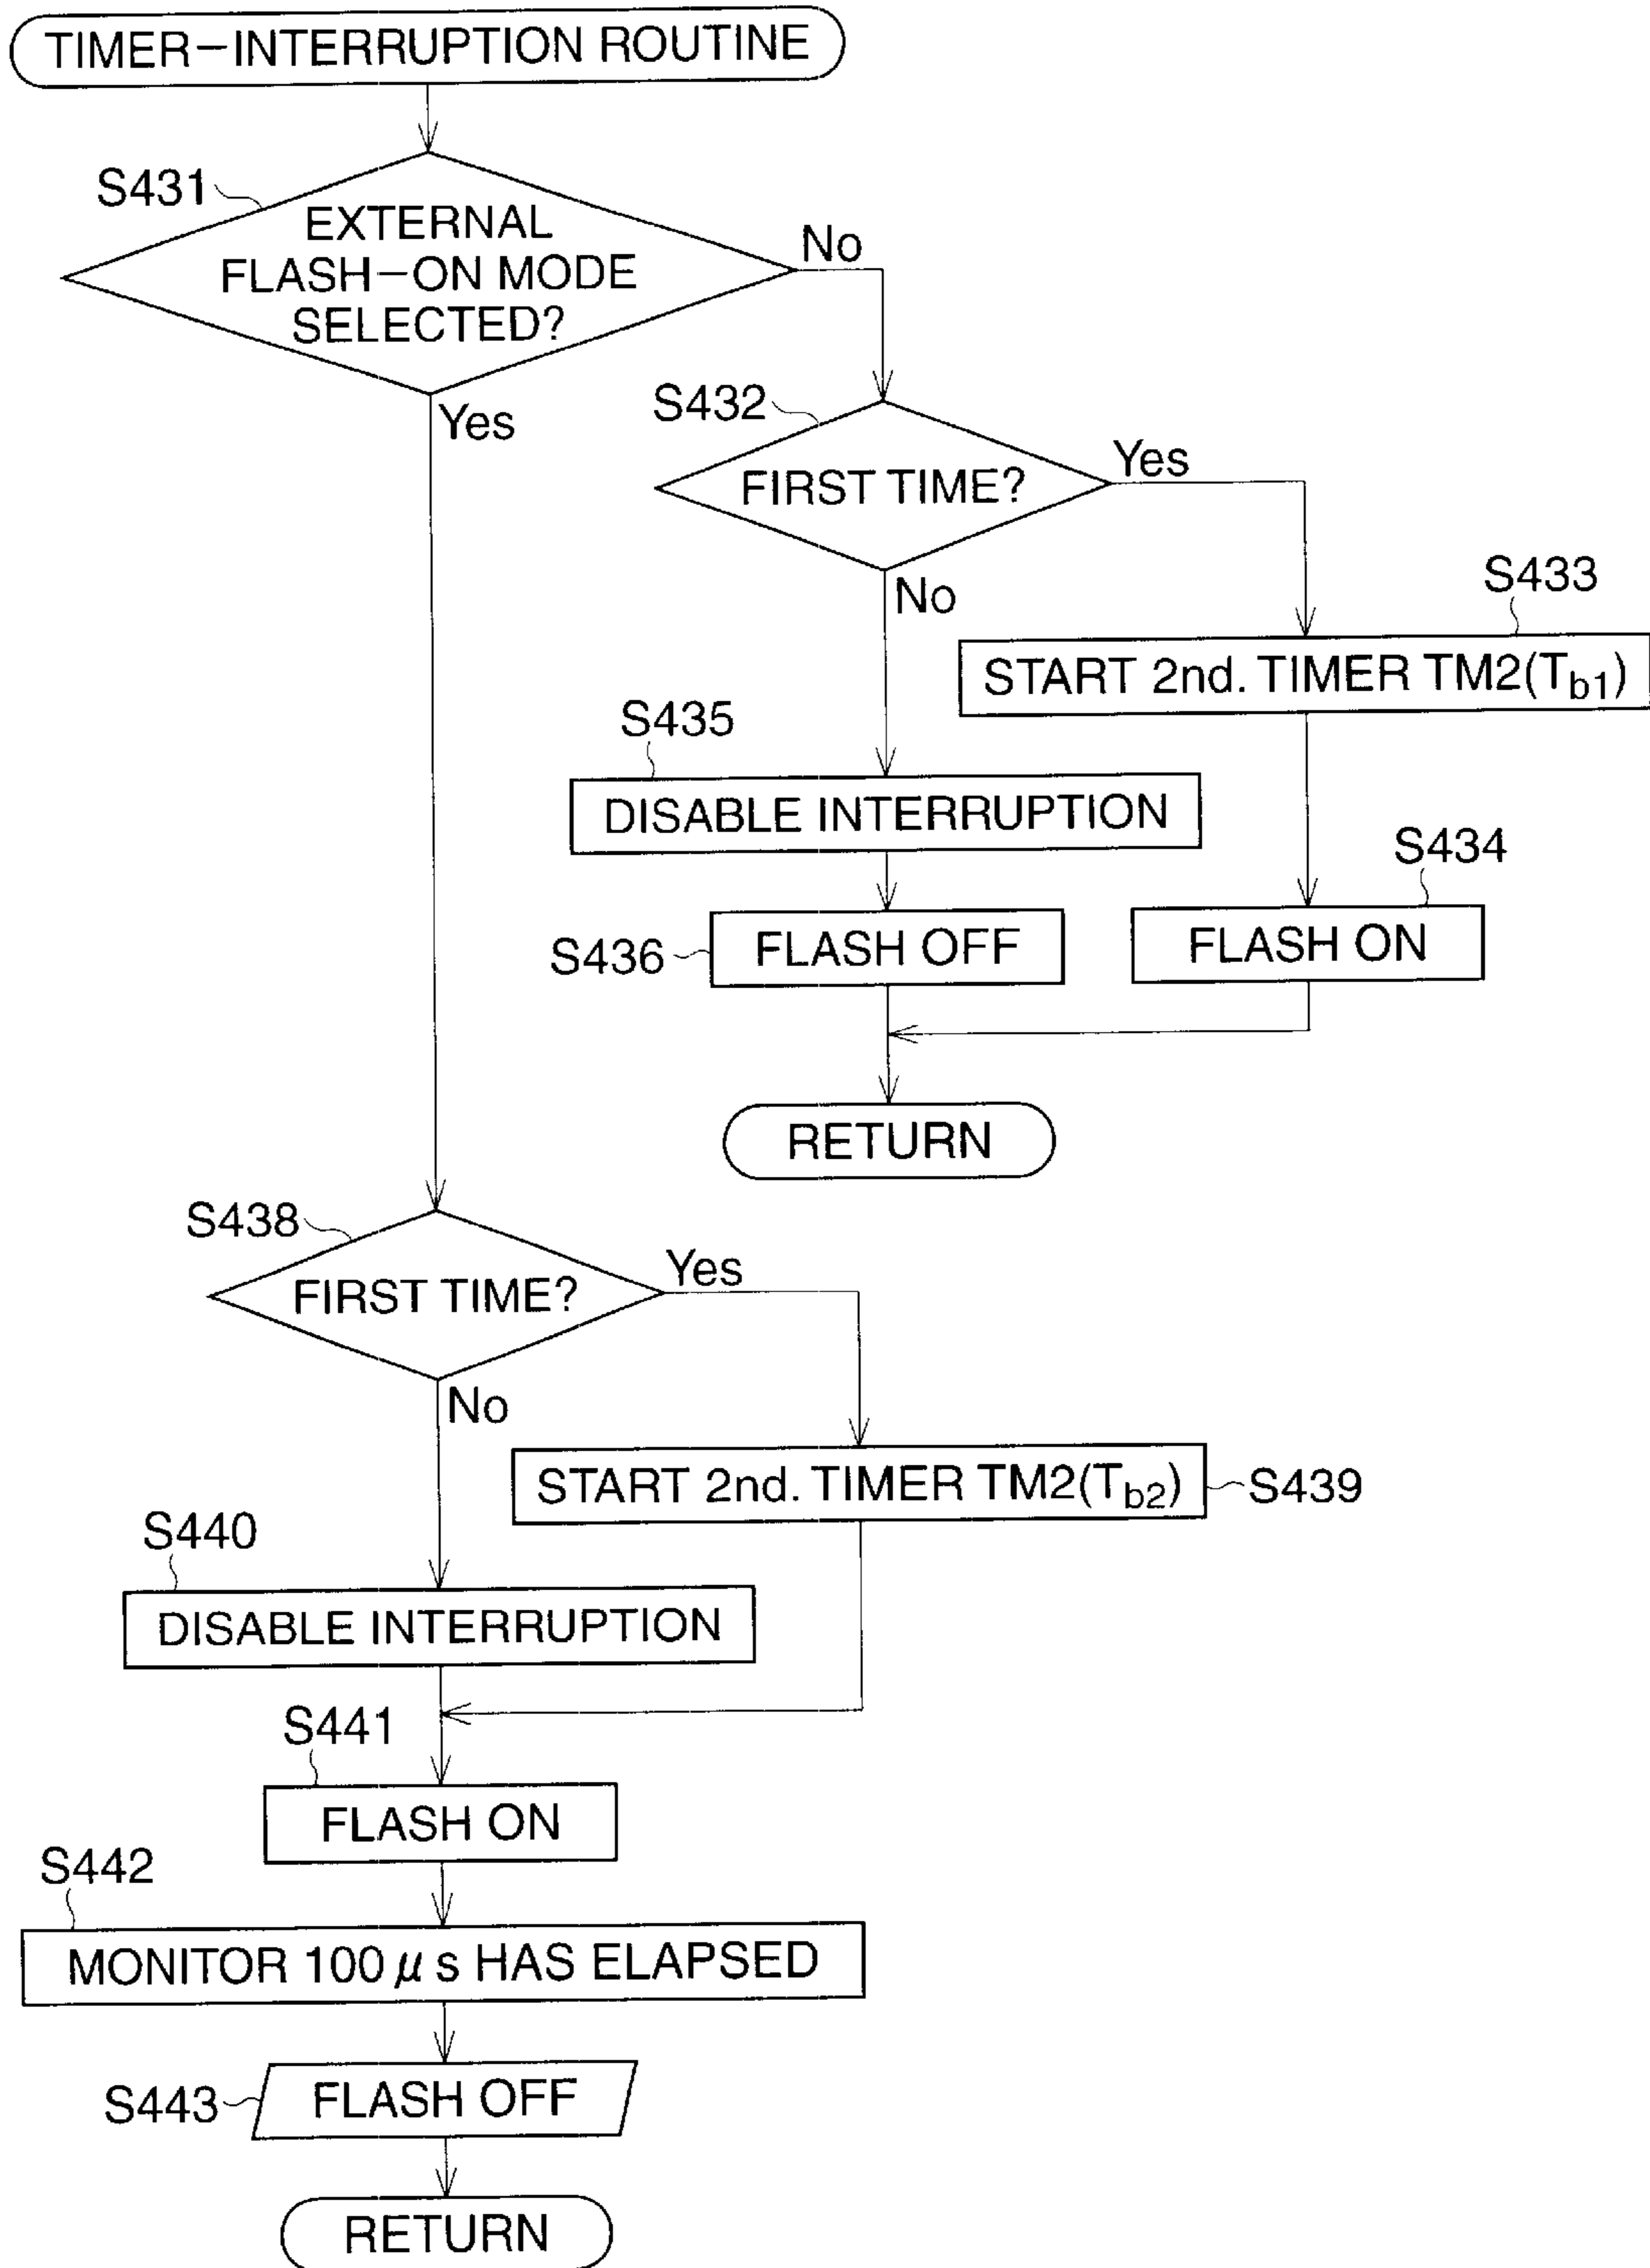 TIMER−INTERRUPTION ROUTINE
S431
EXTERNAL
FLASH−ON MODE
SELECTED?
No
Yes
S432
FIRST TIME?
Yes
No
S433
START 2nd. TIMER TM2(Tb1)
S435
DISABLE INTERRUPTION
S434
FLASH ON
S436
FLASH OFF
RETURN
S438
FIRST TIME?
Yes
No
START 2nd. TIMER TM2(Tb2)
S439
S440
DISABLE INTERRUPTION
S441
FLASH ON
S442
MONITOR 100 μ s HAS ELAPSED
S443
FLASH OFF
RETURN